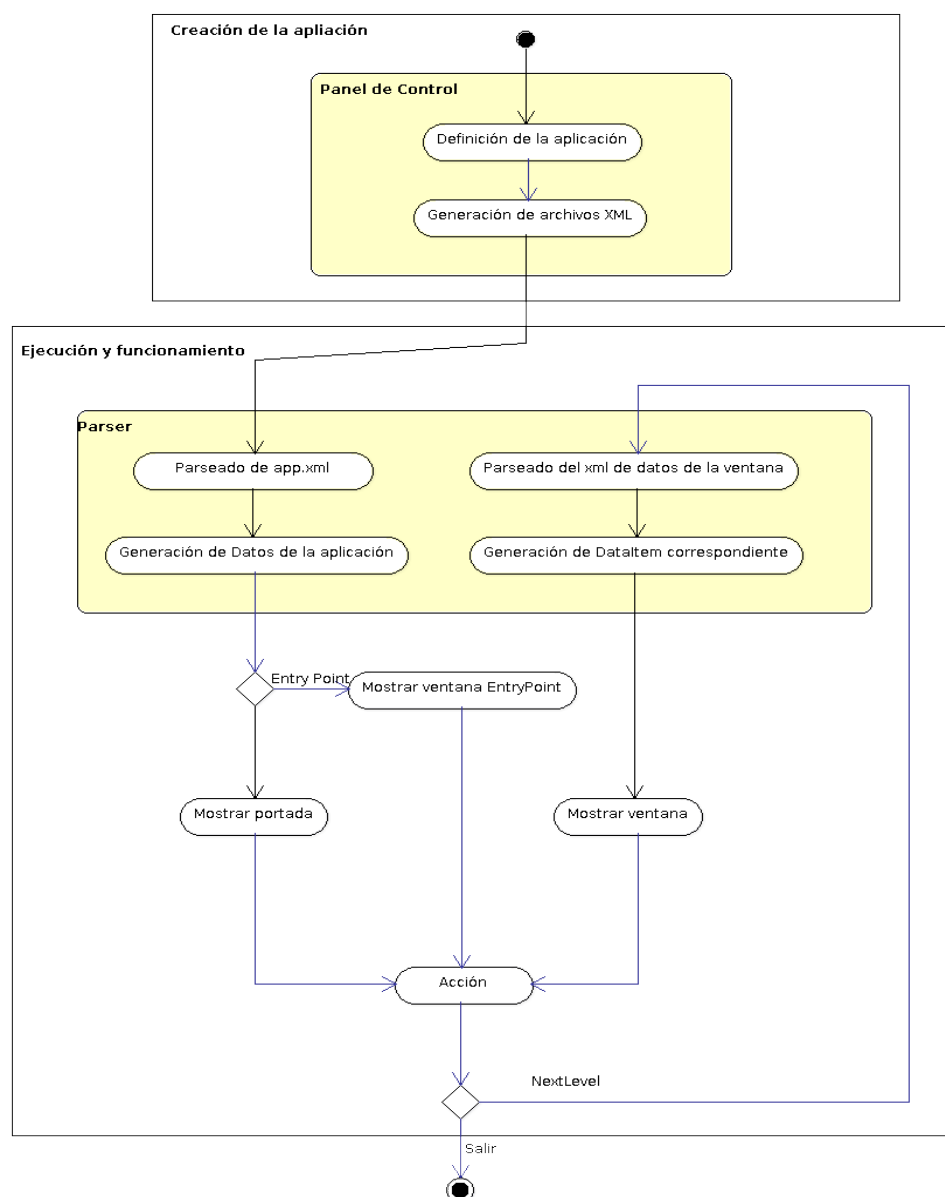 Creación de la apliación
Panel de Control
Definición de la aplicación
Generación de archivos XML
Ejecución y funcionamiento
Parser
Parseado de app.xml
Parseado del xml de datos de la ventana
Generación de Datos de la aplicación
Generación de DataItem correspondiente
Entry Point
Mostrar ventana EntryPoint
Mostrar portada
Mostrar ventana
Acción
NextLevel
Salir